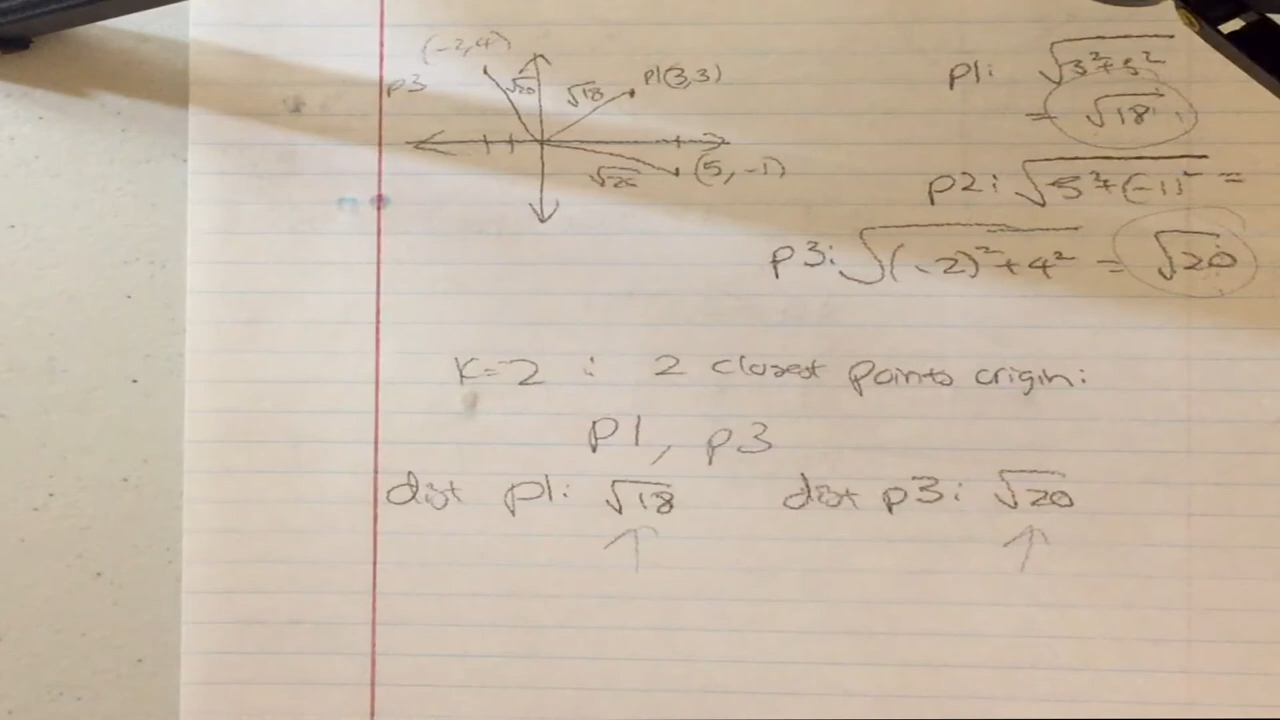 (-2,4)
p3 √20 √18 p1(3,3)
√26 (5,-1)
p1: √3²+3²
= √18
p2: √5²+(-1)² =
p3: √(-2)²+4² = √20
K=2 : 2 closest points origin:
p1, p3
dist p1: √18 dist p3: √20